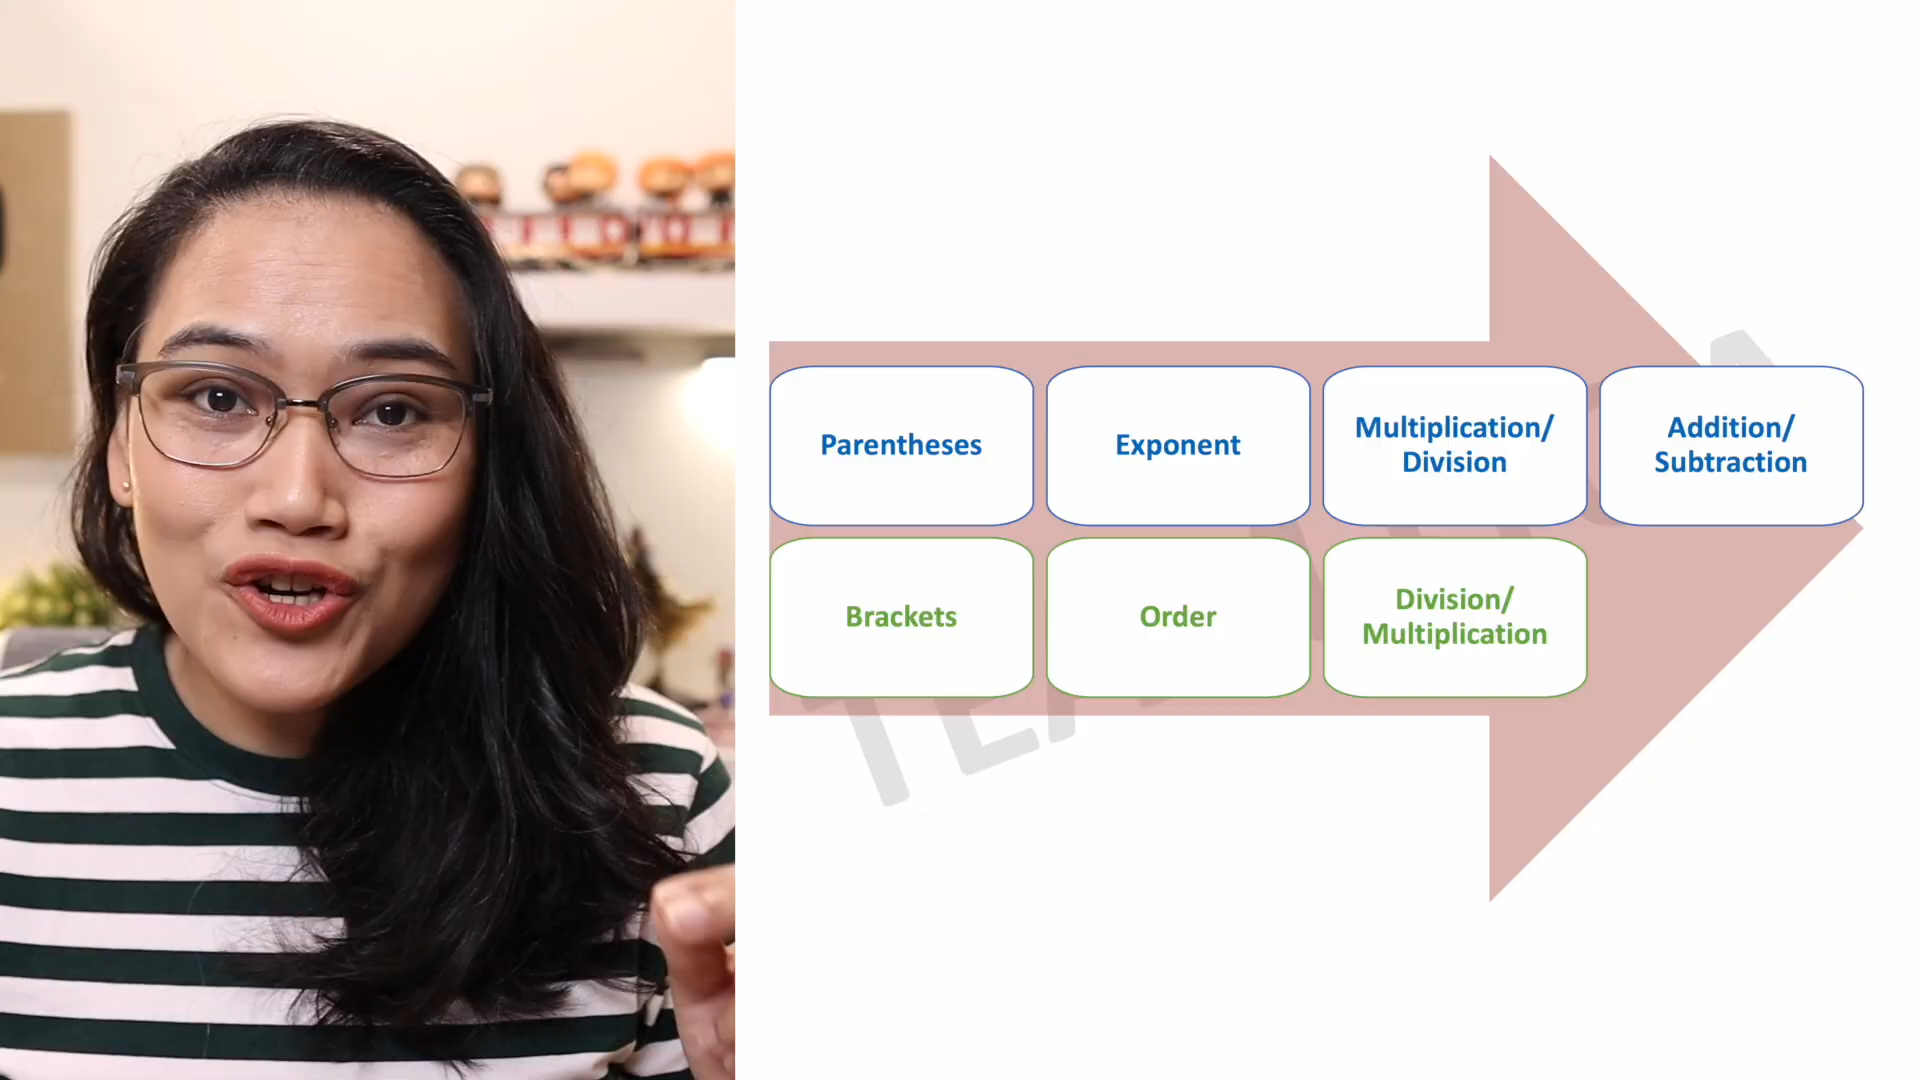 Parentheses
Exponent
Multiplication/
Division
Addition/
Subtraction
Brackets
Order
Division/
Multiplication